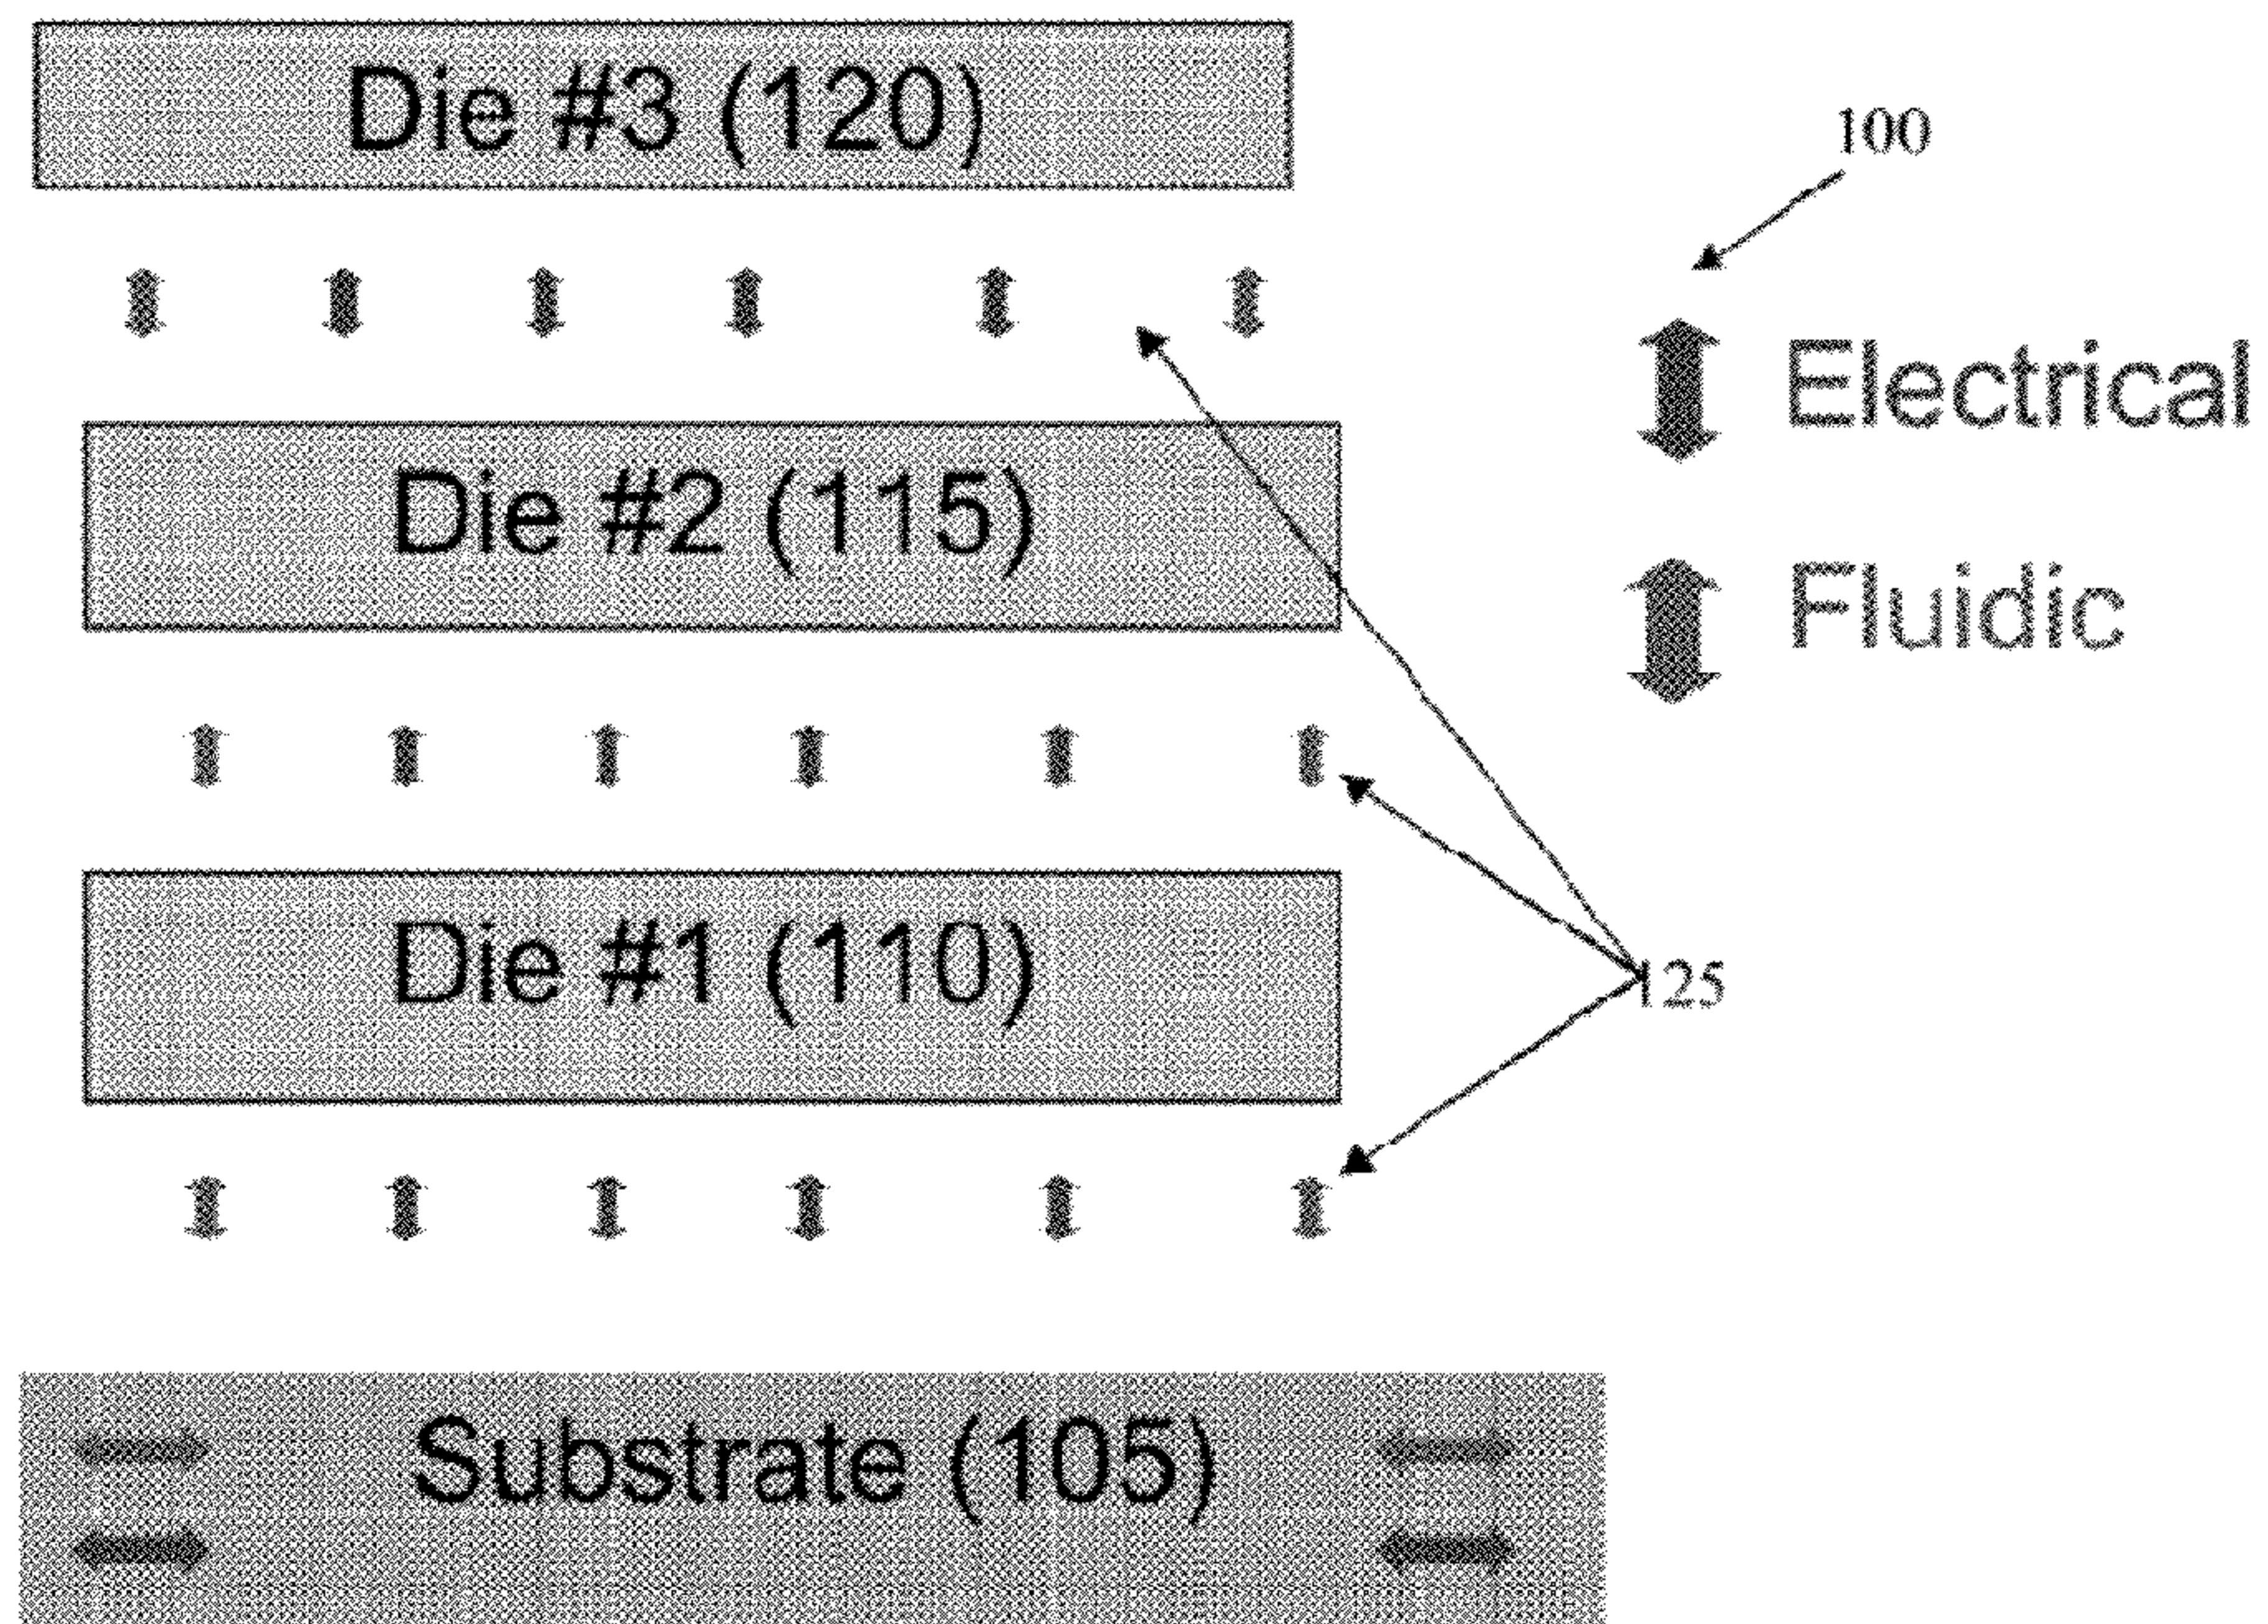 Die #3 (120)
100
Electrical
Die #2 (115)
Fluidic
Die #1 (110)
125
Substrate (105)